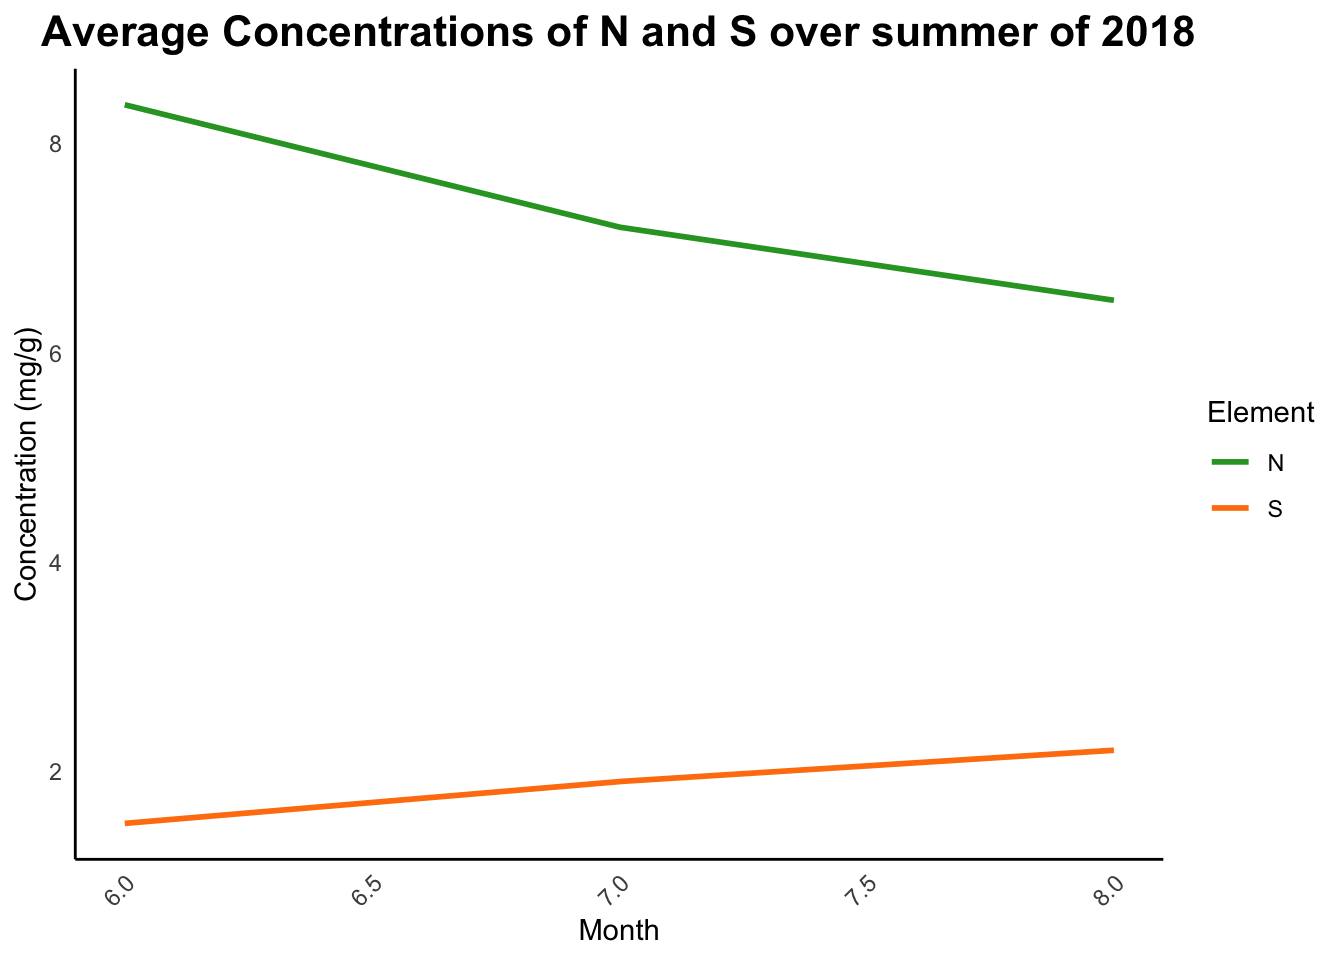 Average Concentrations of N and S over summer of 2018
Concentration (mg/g)
8
6
4
2
6.0
6.5
7.0
7.5
8.0
Month
Element
N
S